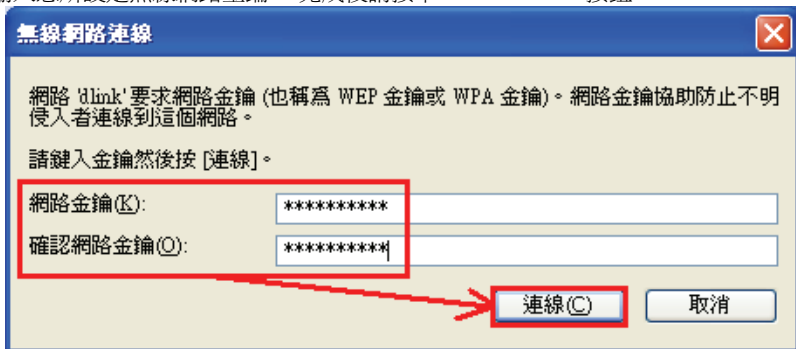 無線網路連線
網路 'dlink' 要求網路金鑰 (也稱為 WEP 金鑰或 WPA 金鑰)。網路金鑰協助防止不明
侵入者連線到這個網路。
請鍵入金鑰然後按 [連線]。
網路金鑰(K): **********
確認網路金鑰(O): **********
連線(C) 取消